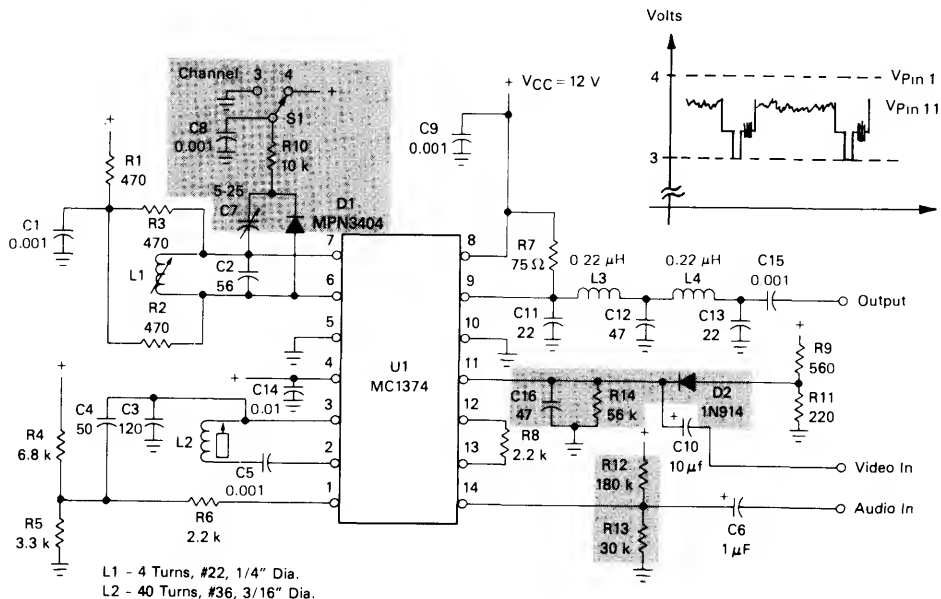 Volts
4
3
VPin 1
VPin 11
Channel 3 4
+
S1
C8
0.001
R10
10 k
5-25
C7
D1
MPN3404
+
VCC = 12 V
C9
0.001
R1
470
C1
0.001
R3
470
L1
C2
56
R2
470
7
6
5
4
3
2
1
8
9
10
11
12
13
14
U1
MC1374
R7
75Ω
0.22 μH
L3
0.22 μH
L4
C15
0.001
Output
C11
22
C12
47
C13
22
R9
560
R11
220
D2
1N914
C16
47
R14
56 k
+
C10
10 μf
Video In
+
C14
0.01
C4
50
C3
120
L2
C5
0.001
R4
6.8 k
R5
3.3 k
R6
2.2 k
R8
2.2 k
+
R12
180 k
R13
30 k
+
C6
1 μF
Audio In
L1 - 4 Turns, #22, 1/4" Dia.
L2 - 40 Turns, #36, 3/16" Dia.